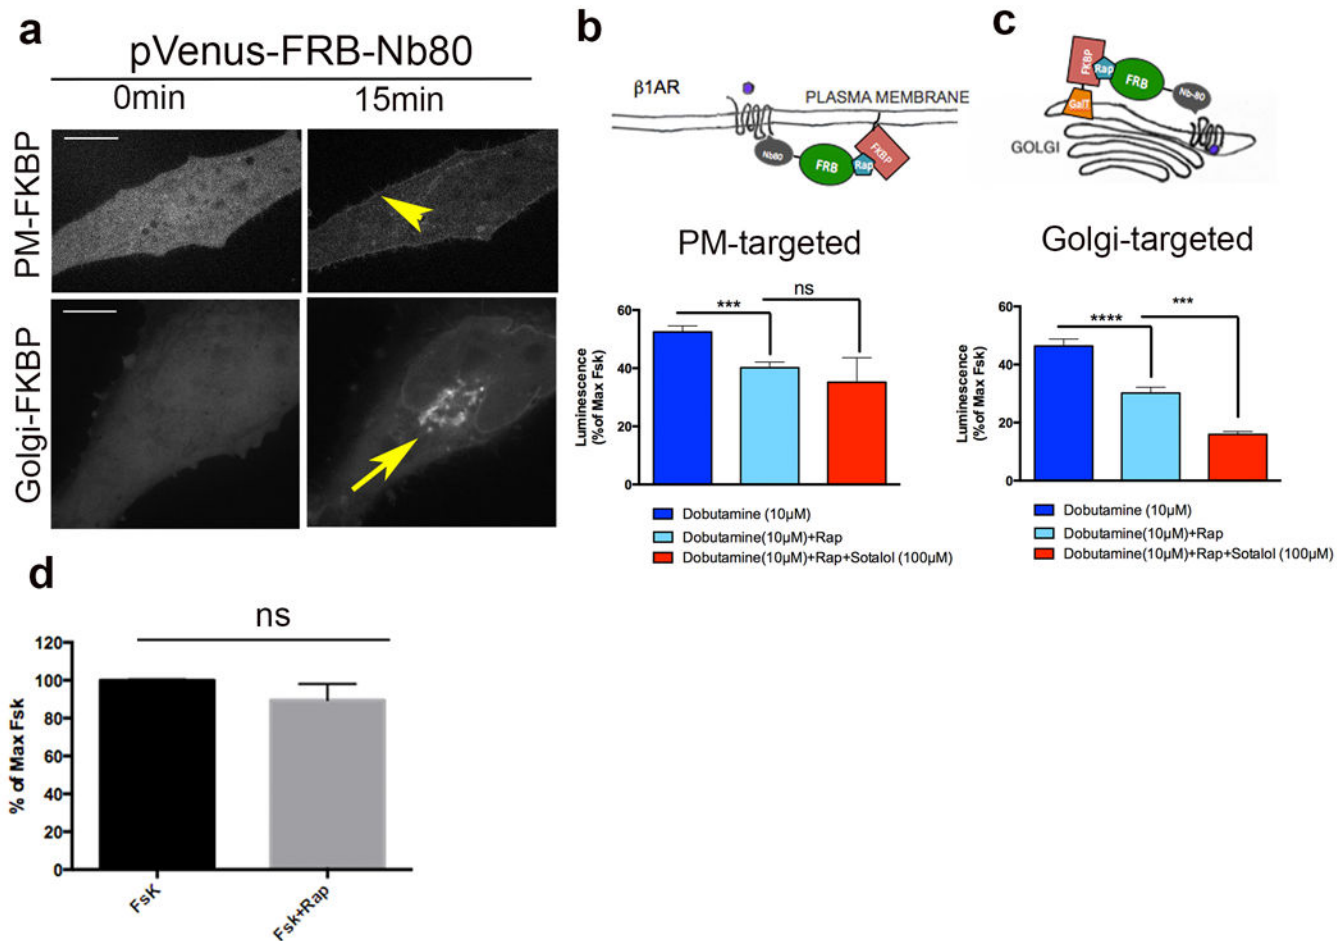 a
pVenus-FRB-Nb80
0min 15min
PM-FKBP
Golgi-FKBP
b
β1AR
PLASMA MEMBRANE
Nb80
FRB
Rap
FKBP
PM-targeted
*** ns
Luminescence
(%of Max Fsk)
60
40
20
0
Dobutamine (10μM)
Dobutamine(10μM)+Rap
Dobutamine(10μM)+Rap+Sotalol (100μM)
c
FKBP
Rap
FRB
Nb-80
GalT
GOLGI
Golgi-targeted
**** ***
Luminescence
(%of Max Fsk)
60
40
20
0
Dobutamine (10μM)
Dobutamine(10μM)+Rap
Dobutamine(10μM)+Rap+Sotalol (100μM)
d
ns
% of Max Fsk
120
100
80
60
40
20
0
FsK
Fsk+Rap